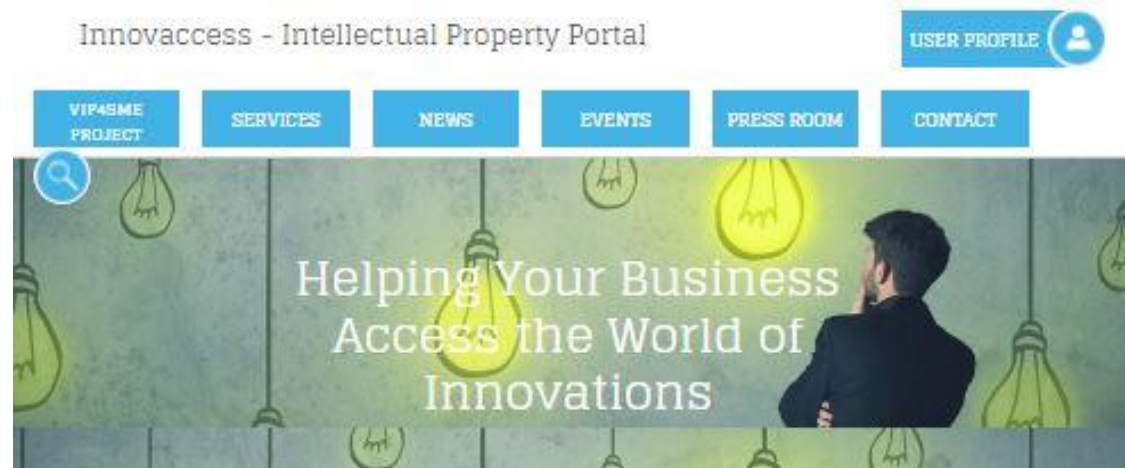 Innovaccess - Intellectual Property Portal
USER PROFILE
VIP4SME
PROJECT
SERVICES
NEWS
EVENTS
PRESS ROOM
CONTACT
Helping Your Business
Access the World of
Innovations